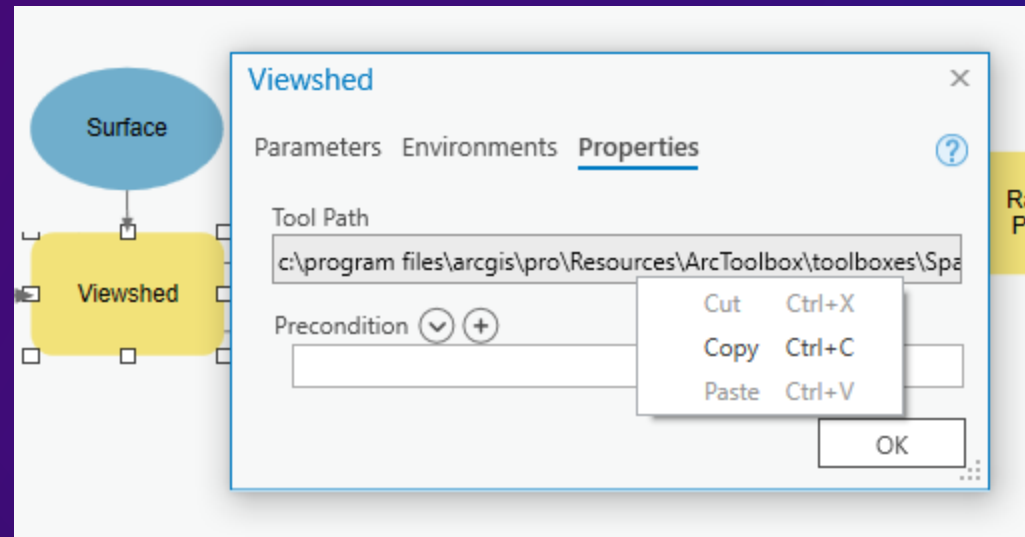 Surface
Viewshed
Viewshed
Parameters Environments Properties
Tool Path
c:\program files\arcgis\pro\Resources\ArcToolbox\toolboxes\Spa
Precondition
Cut Ctrl+X
Copy Ctrl+C
Paste Ctrl+V
OK